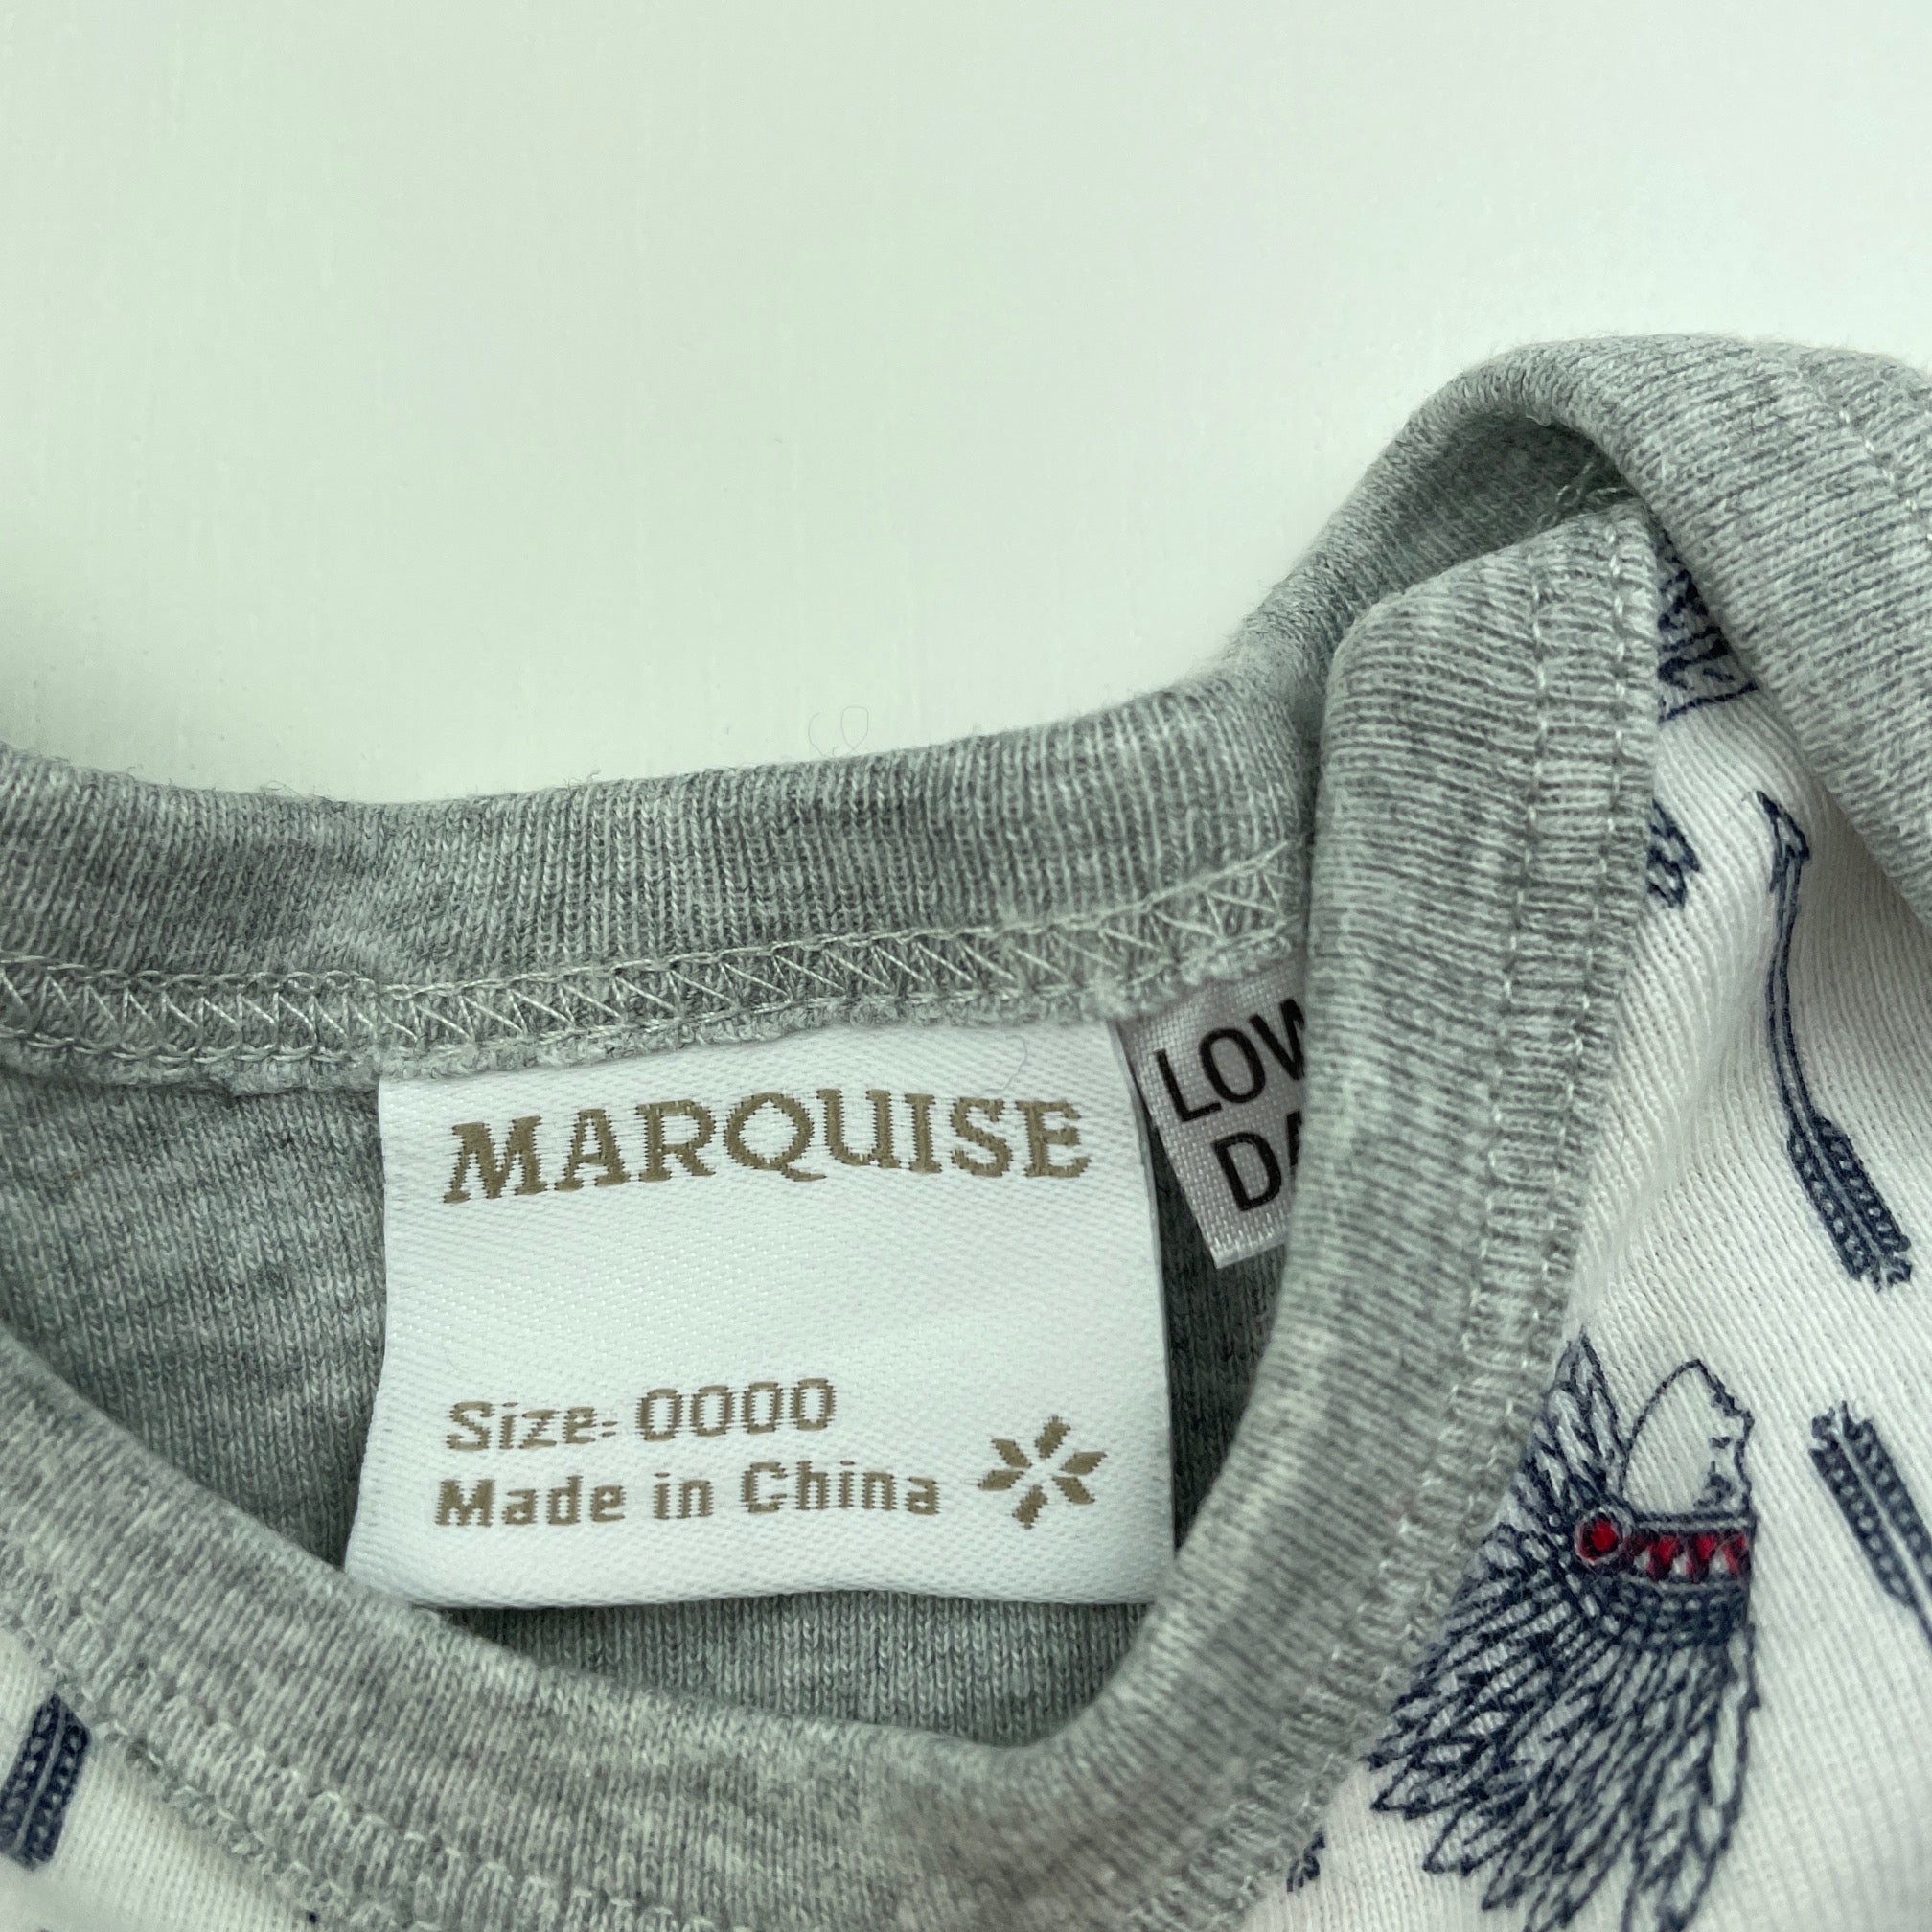 MARQUISE
Size: 0000
Made in China
LOW
DA